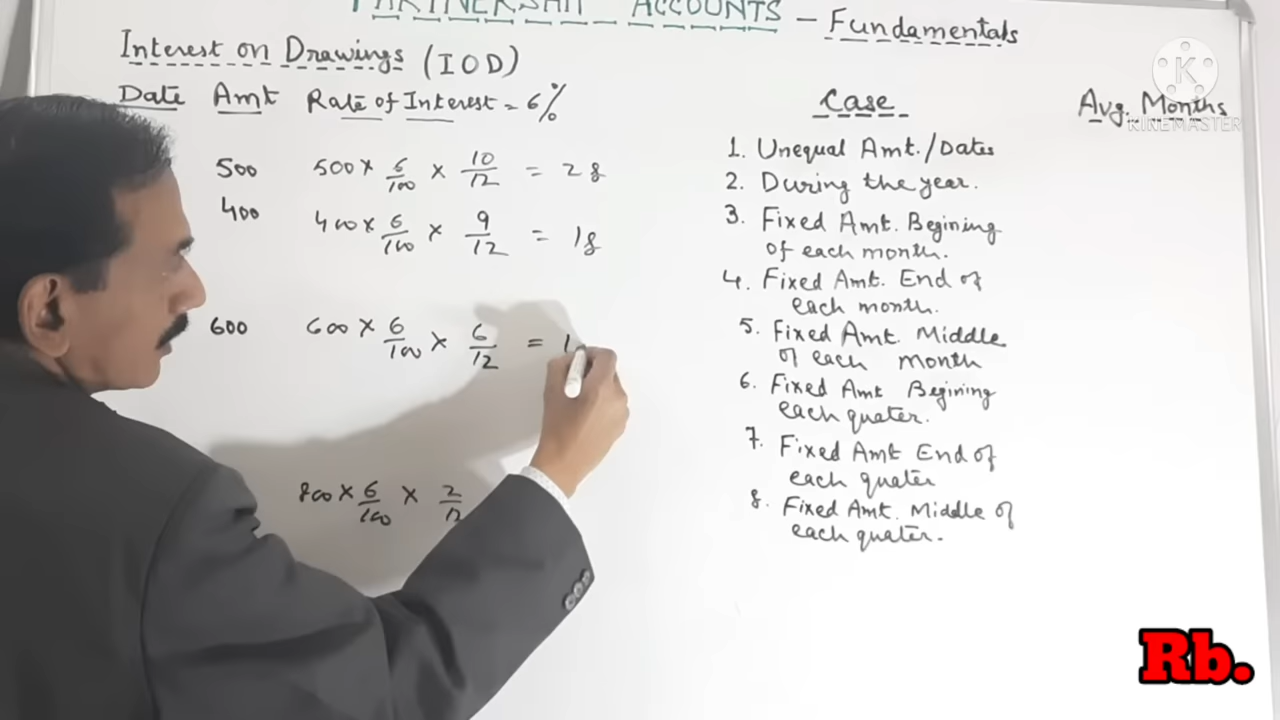 PARTNERSHIP ACCOUNTS - Fundamentals
Interest on Drawings (IOD)
Date Amt Rate of Interest = 6%
500 500 × 6/100 × 10/12 = 28
400 400 × 6/100 × 9/12 = 18
600 600 × 6/100 × 6/12 = 1
800 × 6/100 × 2/12
Case Avg. Months
1. Unequal Amt./Dates
2. During the year.
3. Fixed Amt. Begining
of each month.
4. Fixed Amt. End of
each month.
5. Fixed Amt. Middle
of each month
6. Fixed Amt Begining
each quater.
7. Fixed Amt End of
each quater
8. Fixed Amt. Middle of
each quater.
K
KINEMASTER
Rb.